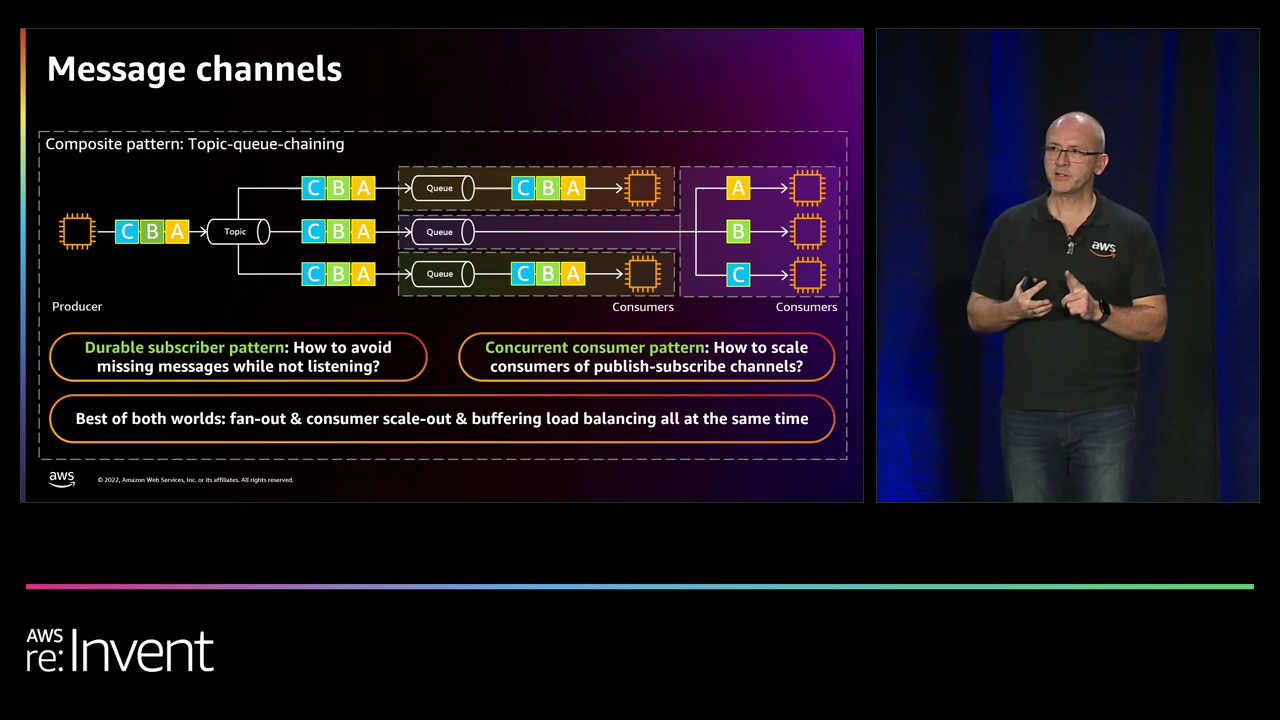 Message channels
Composite pattern: Topic-queue-chaining
C B A
Queue
C B A
A
C B A
Topic
C B A
Queue
B
C B A
Queue
C B A
C
Producer
Consumers
Consumers
Durable subscriber pattern: How to avoid
missing messages while not listening?
Concurrent consumer pattern: How to scale
consumers of publish-subscribe channels?
Best of both worlds: fan-out & consumer scale-out & buffering load balancing all at the same time
aws
© 2022, Amazon Web Services, Inc. or its affiliates. All rights reserved.
aws
AWS
re:Invent